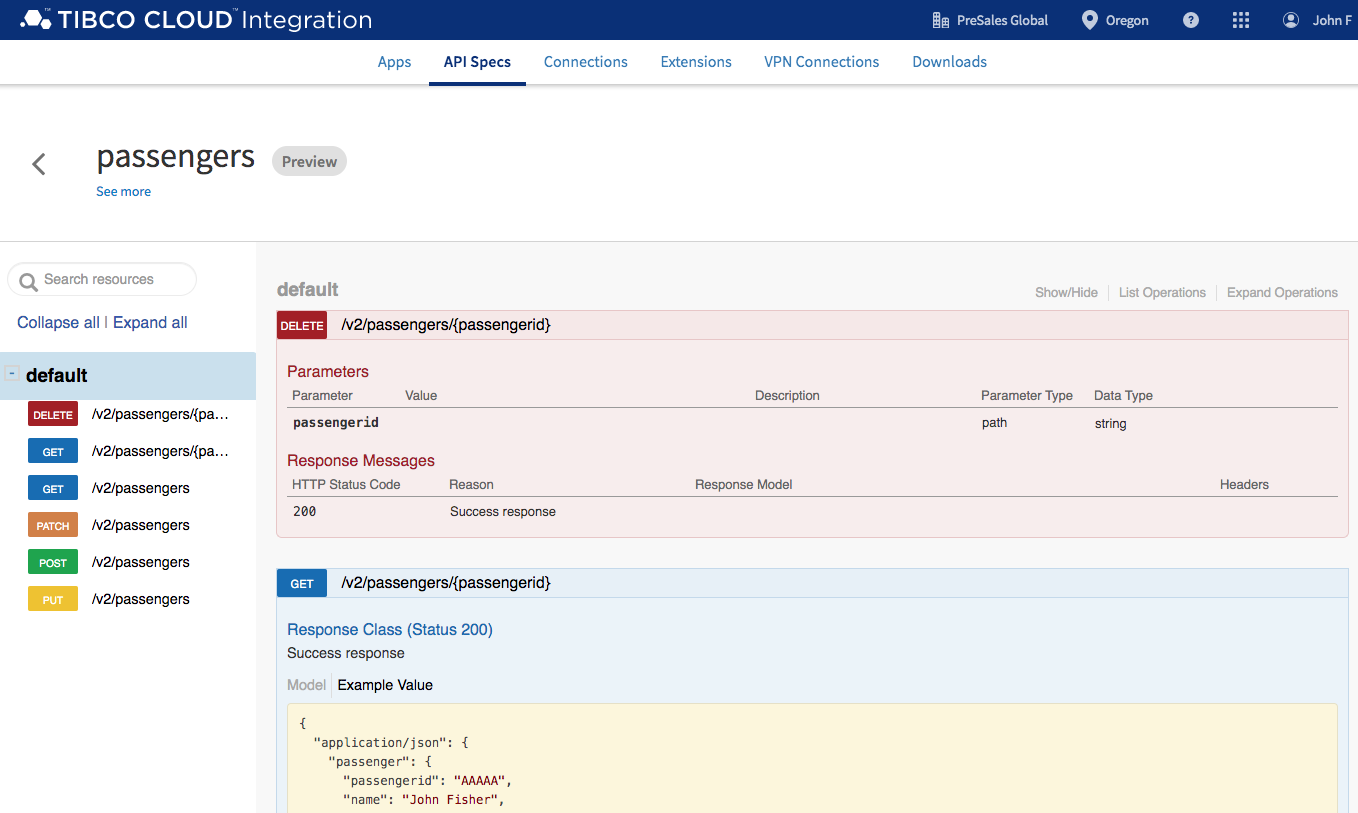 TIBCO CLOUD™ Integration
PreSales Global
Oregon
?
John F
Apps
API Specs
Connections
Extensions
VPN Connections
Downloads
passengers
Preview
See more
Search resources
Collapse all | Expand all
- default
DELETE /v2/passengers/{pa...
GET /v2/passengers/{pa...
GET /v2/passengers
PATCH /v2/passengers
POST /v2/passengers
PUT /v2/passengers
default
Show/Hide | List Operations | Expand Operations
DELETE /v2/passengers/{passengerid}
Parameters
Parameter Value Description Parameter Type Data Type
passengerid path string
Response Messages
HTTP Status Code Reason Response Model Headers
200 Success response
GET /v2/passengers/{passengerid}
Response Class (Status 200)
Success response
Model | Example Value
{
"application/json": {
"passenger": {
"passengerid": "AAAAA",
"name": "John Fisher",